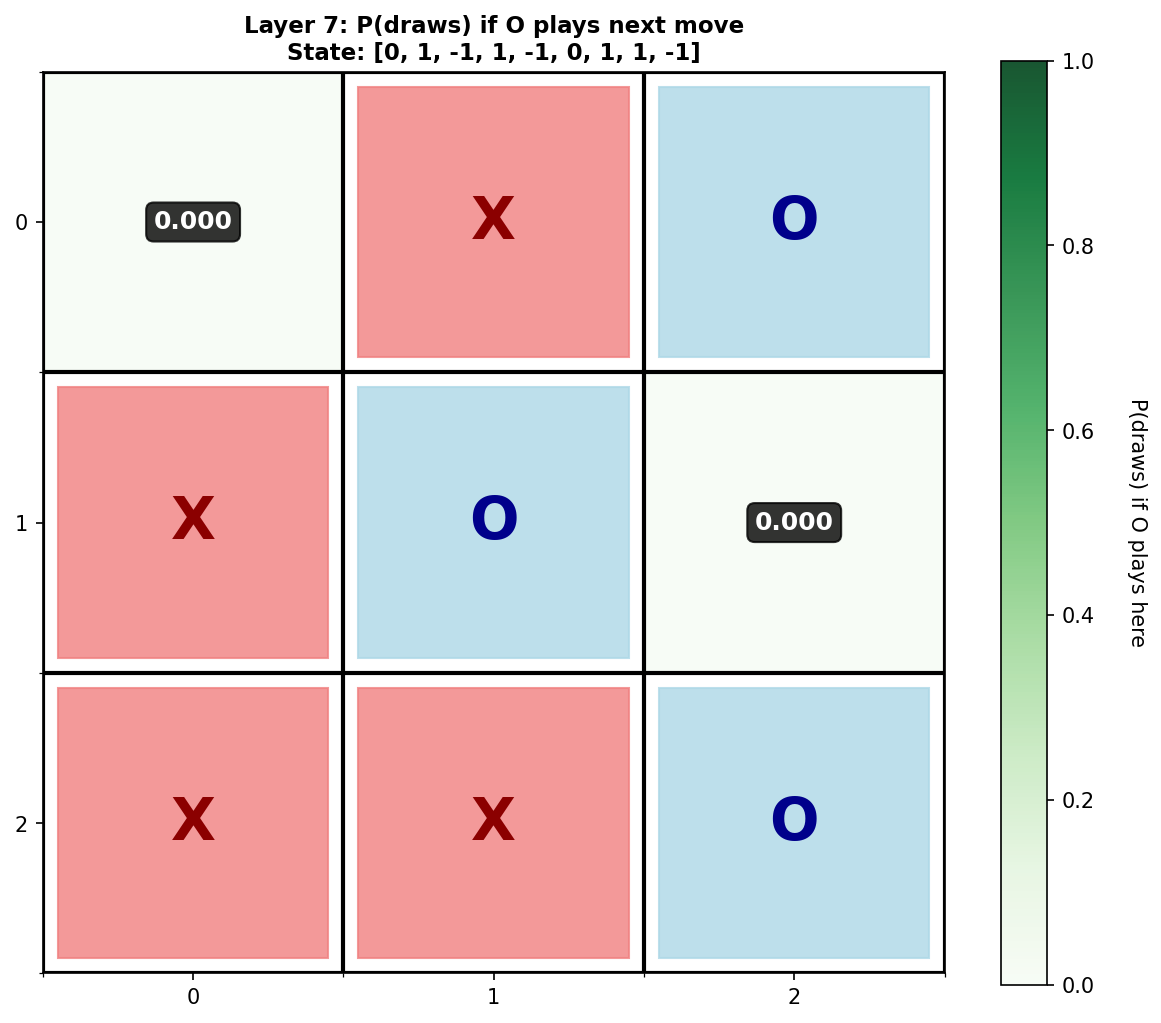 Layer 7: P(draws) if O plays next move
State: [0, 1, -1, 1, -1, 0, 1, 1, -1]
0
0.000
X
O
1
X
O
0.000
2
X
X
O
0
1
2
1.0
0.8
0.6
0.4
0.2
0.0
P(draws) if O plays here